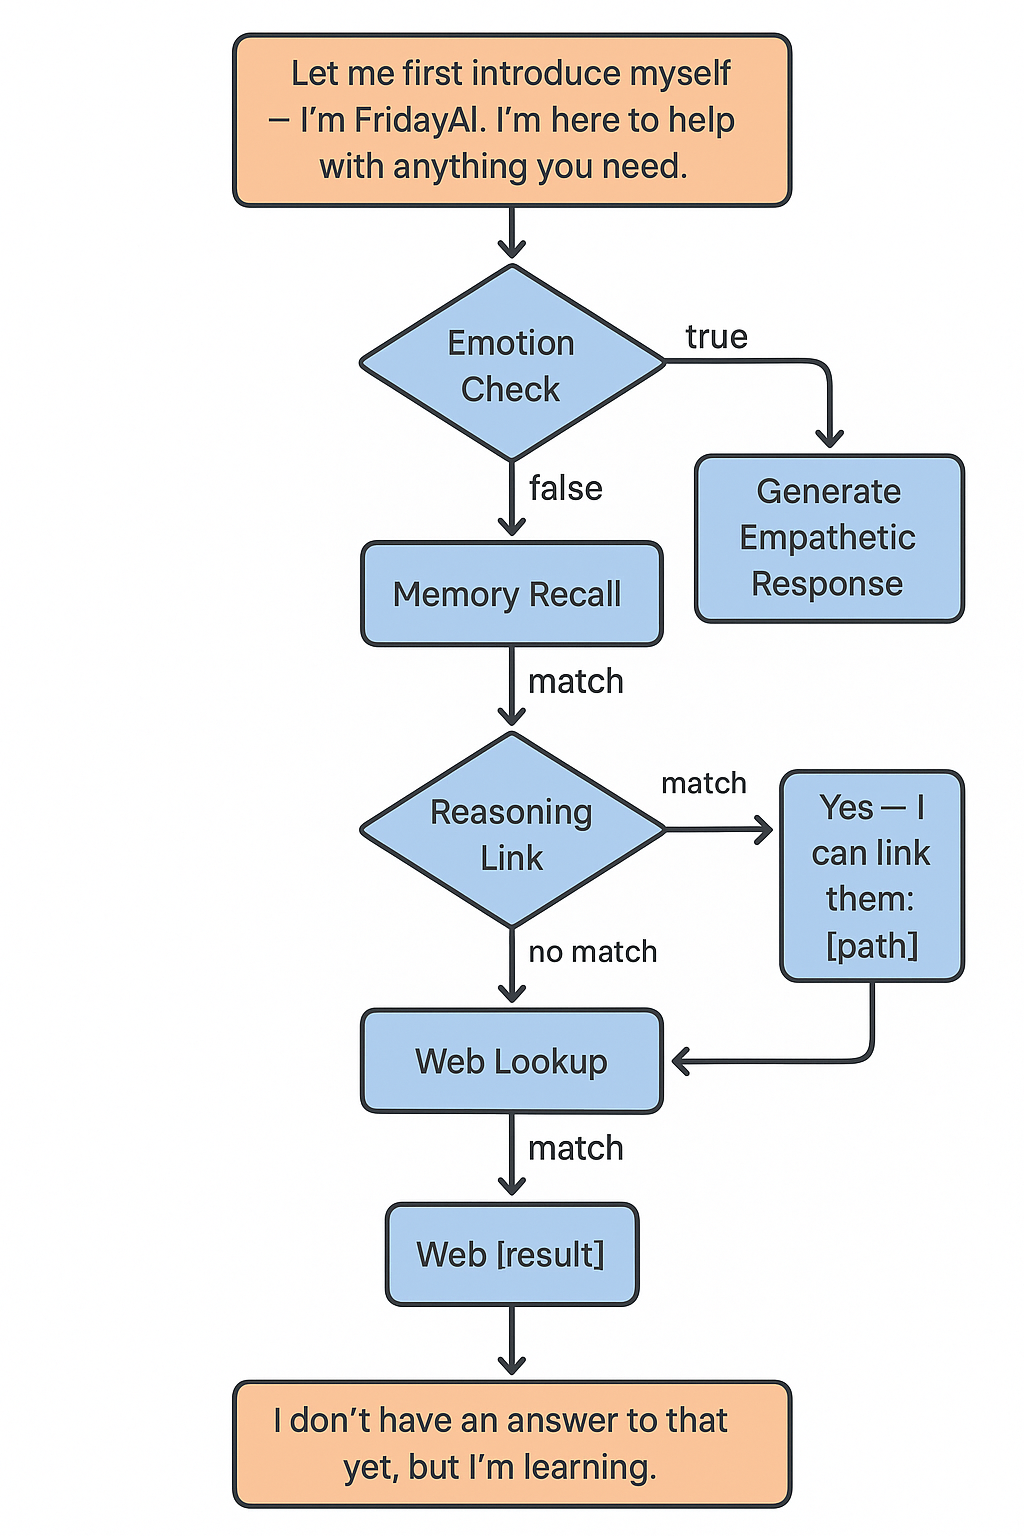 Let me first introduce myself
– I’m FridayAI. I’m here to help
with anything you need.
Emotion
Check
true
false
Generate
Empathetic
Response
Memory Recall
match
Reasoning
Link
match
Yes – I
can link
them:
[path]
no match
Web Lookup
match
Web [result]
I don’t have an answer to that
yet, but I’m learning.